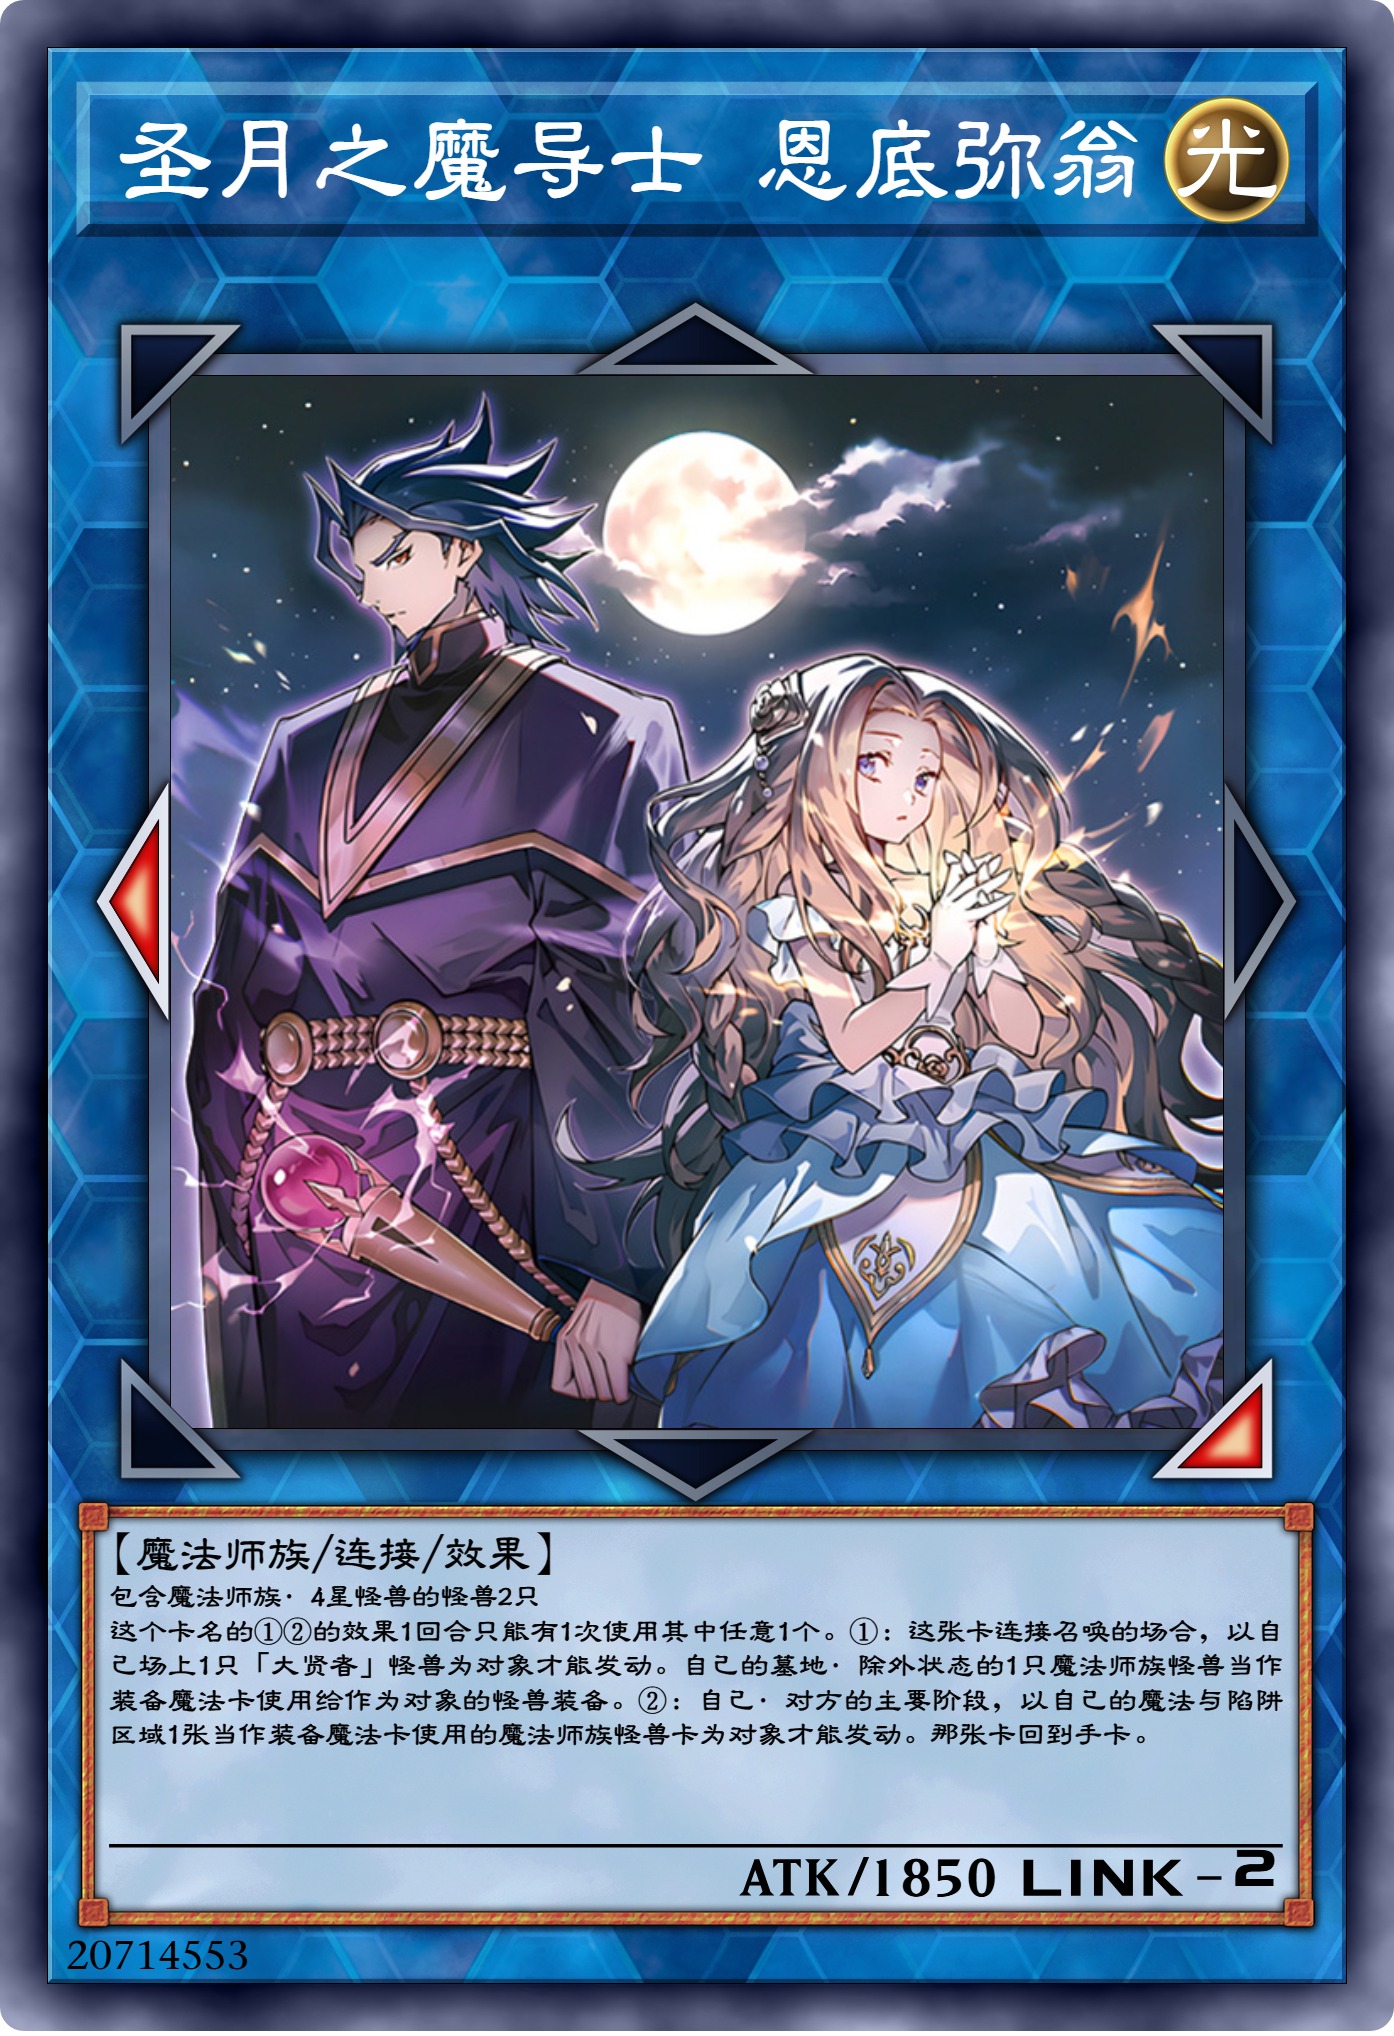 圣月之魔导士 恩底弥翁 光
【魔法师族/连接/效果】
包含魔法师族·4星怪兽的怪兽2只
这个卡名的①②的效果1回合只能有1次使用其中任意1个。①：这张卡连接召唤的场合，以自
己场上1只「大贤者」怪兽为对象才能发动。自己的墓地·除外状态的1只魔法师族怪兽当作
装备魔法卡使用给作为对象的怪兽装备。②：自己·对方的主要阶段，以自己的魔法与陷阱
区域1张当作装备魔法卡使用的魔法师族怪兽卡为对象才能发动。那张卡回到手卡。
ATK/1850 LINK-2
20714553